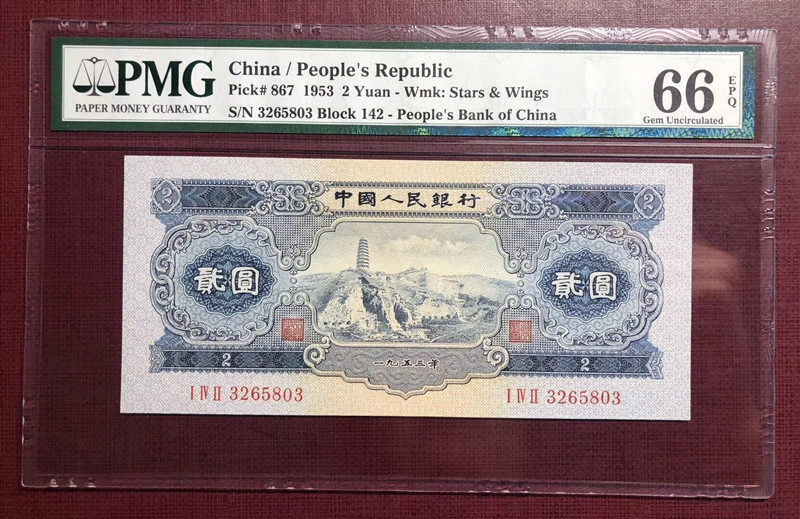 PMG
PAPER MONEY GUARANTY
China / People's Republic
Pick# 867 1953 2 Yuan - Wmk: Stars & Wings
S/N 3265803 Block 142 - People's Bank of China
66
EPQ
Gem Uncirculated
2
中國人民銀行
2
貳圓
貳圓
2
一九五三年
2
I IV II 3265803
I IV II 3265803